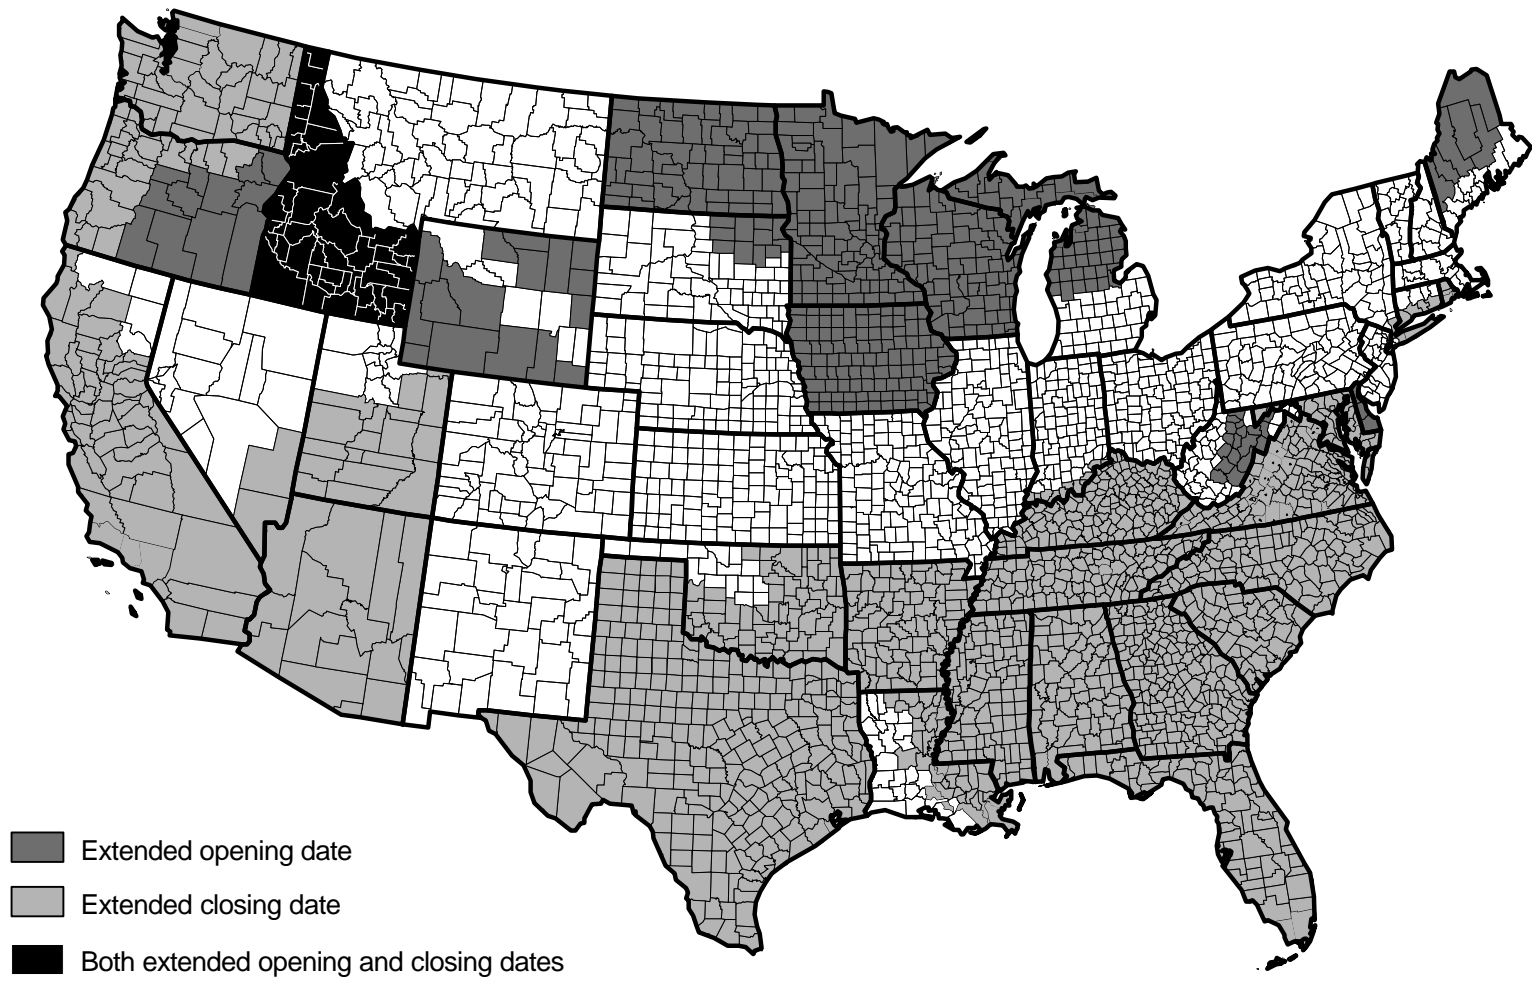 Extended opening date
Extended closing date
Both extended opening and closing dates